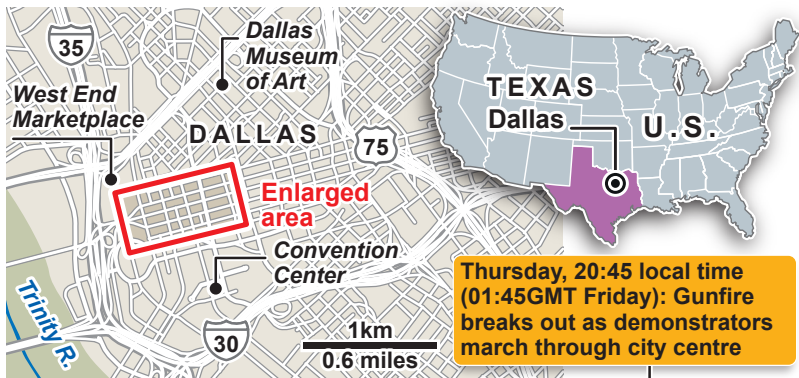 35
Dallas
Museum
of Art
West End
Marketplace
DALLAS
75
Enlarged
area
Convention
Center
Trinity R.
30
1km
0.6 miles
TEXAS
Dallas
U.S.
Thursday, 20:45 local time
(01:45GMT Friday): Gunfire
breaks out as demonstrators
march through city centre